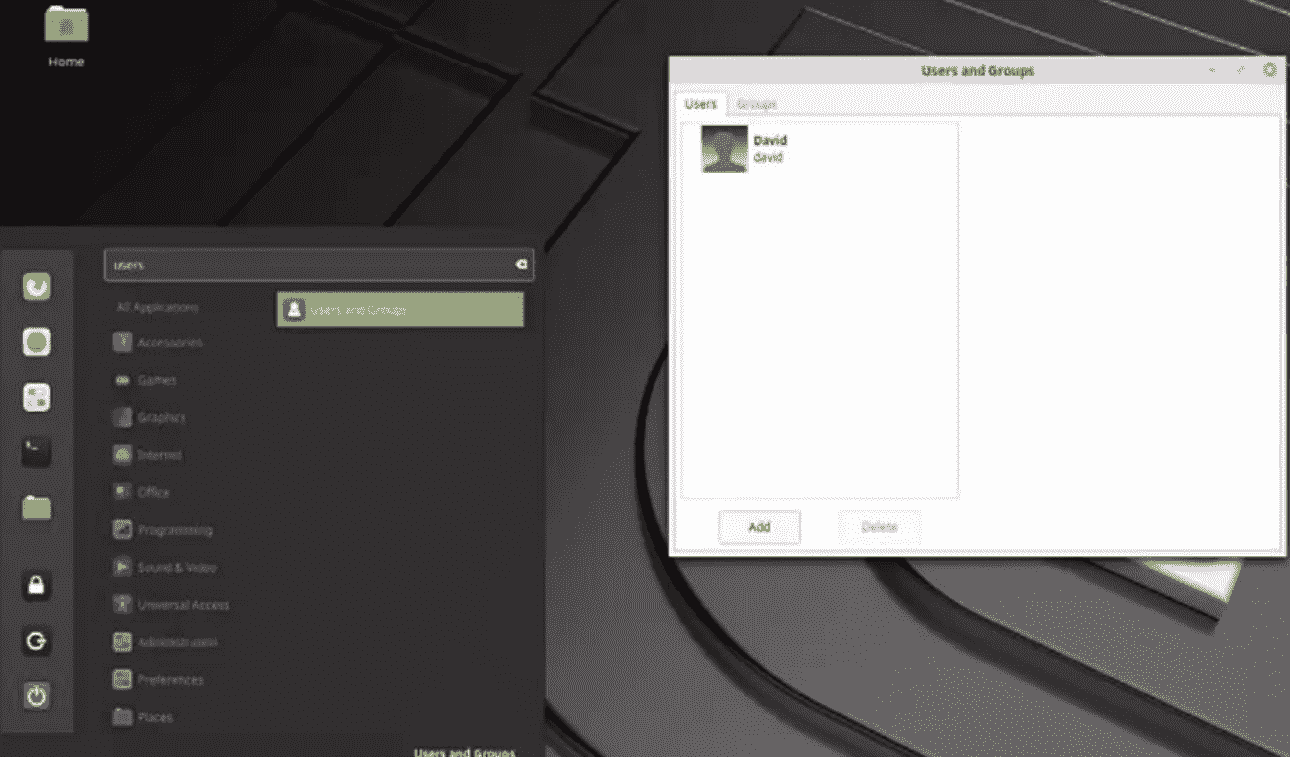 Home
Users and Groups
Users Groups
David
david
Add Delete
users
All Applications
Users and Groups
Accessories
Games
Graphics
Internet
Office
Programming
Sound & Video
Universal Access
Administration
Preferences
Places
Users and Groups